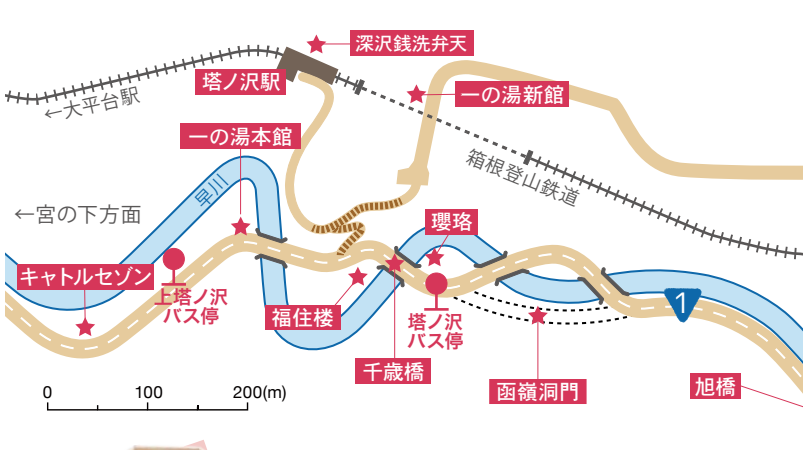 深沢銭洗弁天
塔ノ沢駅
←大平台駅
一の湯新館
一の湯本館
箱根登山鉄道
早川
←宮の下方面
瓔珞
キャトルセゾン
上塔ノ沢
バス停
福住楼
塔ノ沢
バス停
1
千歳橋
函嶺洞門
旭橋
0 100 200(m)